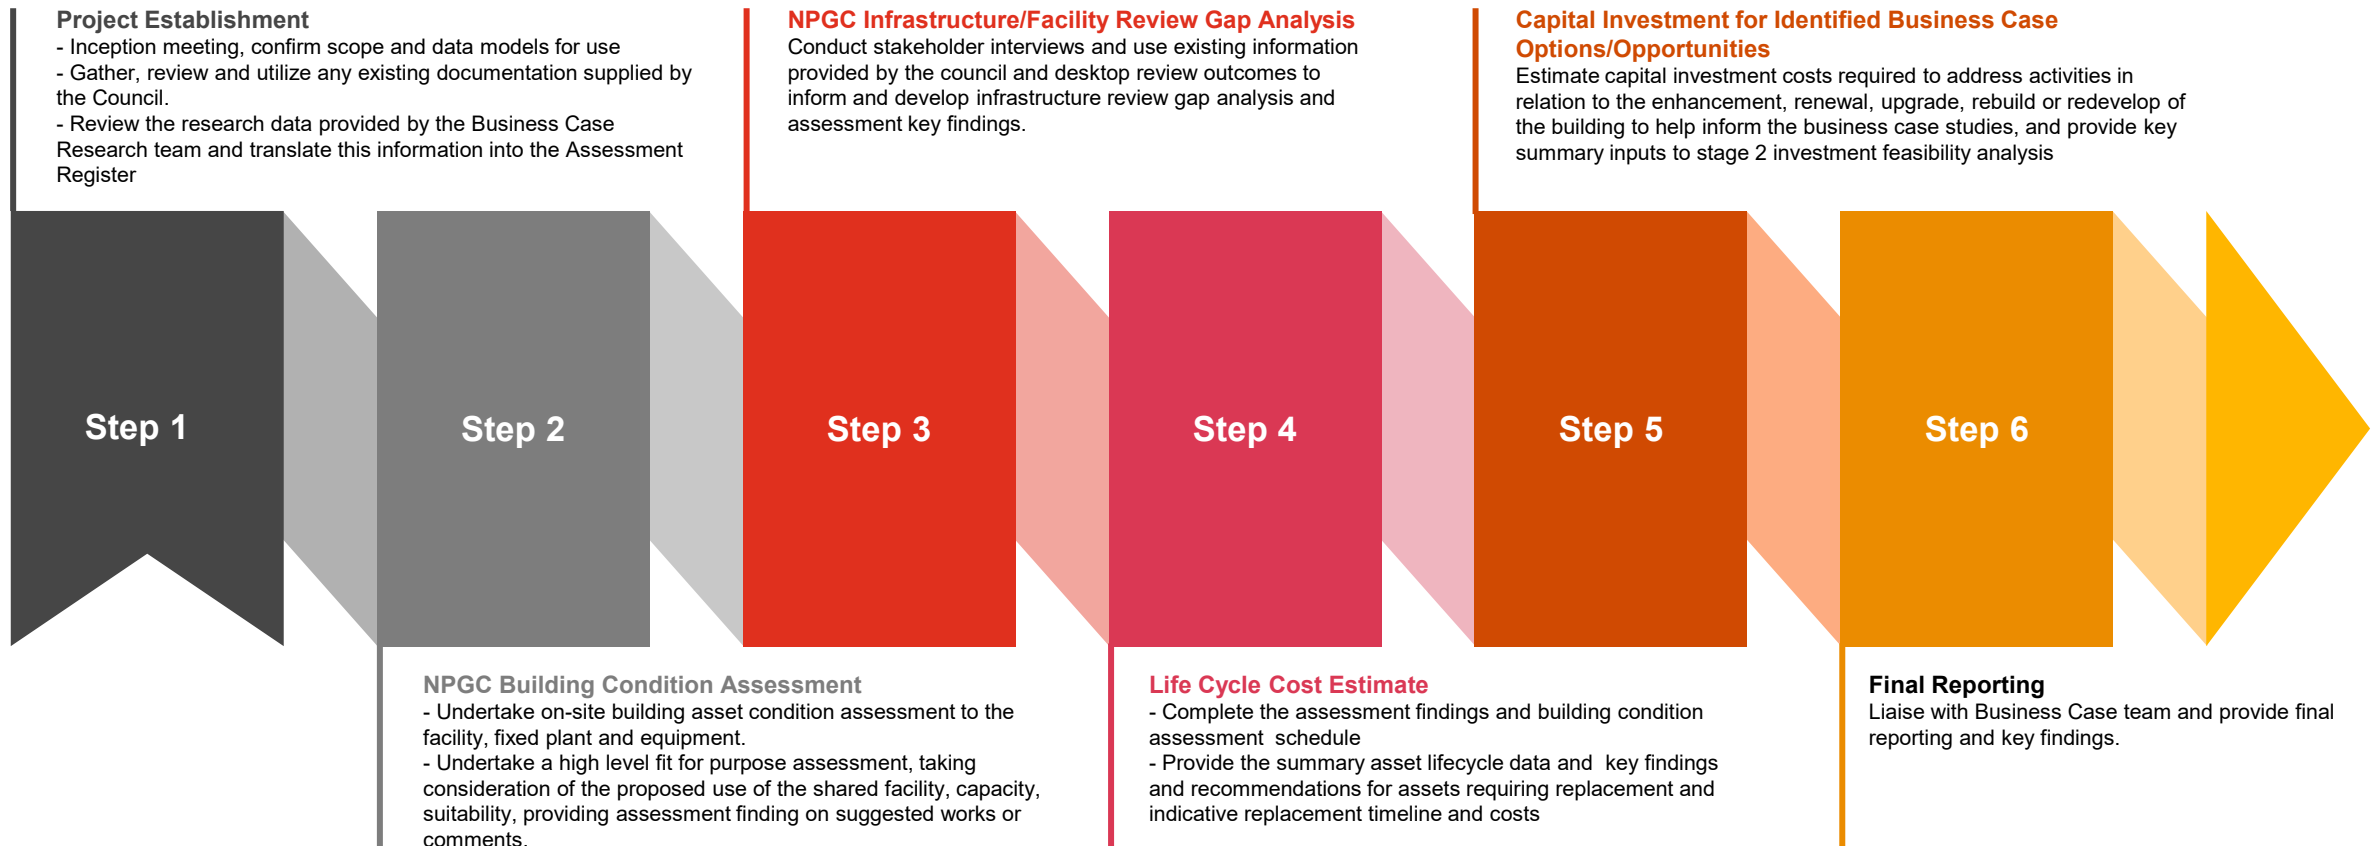 Project Establishment
- Inception meeting, confirm scope and data models for use
- Gather, review and utilize any existing documentation supplied by
the Council.
- Review the research data provided by the Business Case
Research team and translate this information into the Assessment
Register
NPGC Infrastructure/Facility Review Gap Analysis
Conduct stakeholder interviews and use existing information
provided by the council and desktop review outcomes to
inform and develop infrastructure review gap analysis and
assessment key findings.
Capital Investment for Identified Business Case
Options/Opportunities
Estimate capital investment costs required to address activities in
relation to the enhancement, renewal, upgrade, rebuild or redevelop of
the building to help inform the business case studies, and provide key
summary inputs to stage 2 investment feasibility analysis
Step 1
Step 2
Step 3
Step 4
Step 5
Step 6
NPGC Building Condition Assessment
- Undertake on-site building asset condition assessment to the
facility, fixed plant and equipment.
- Undertake a high level fit for purpose assessment, taking
consideration of the proposed use of the shared facility, capacity,
suitability, providing assessment finding on suggested works or
comments.
Life Cycle Cost Estimate
- Complete the assessment findings and building condition
assessment  schedule
- Provide the summary asset lifecycle data and  key findings
and recommendations for assets requiring replacement and
indicative replacement timeline and costs
Final Reporting
Liaise with Business Case team and provide final
reporting and key findings.